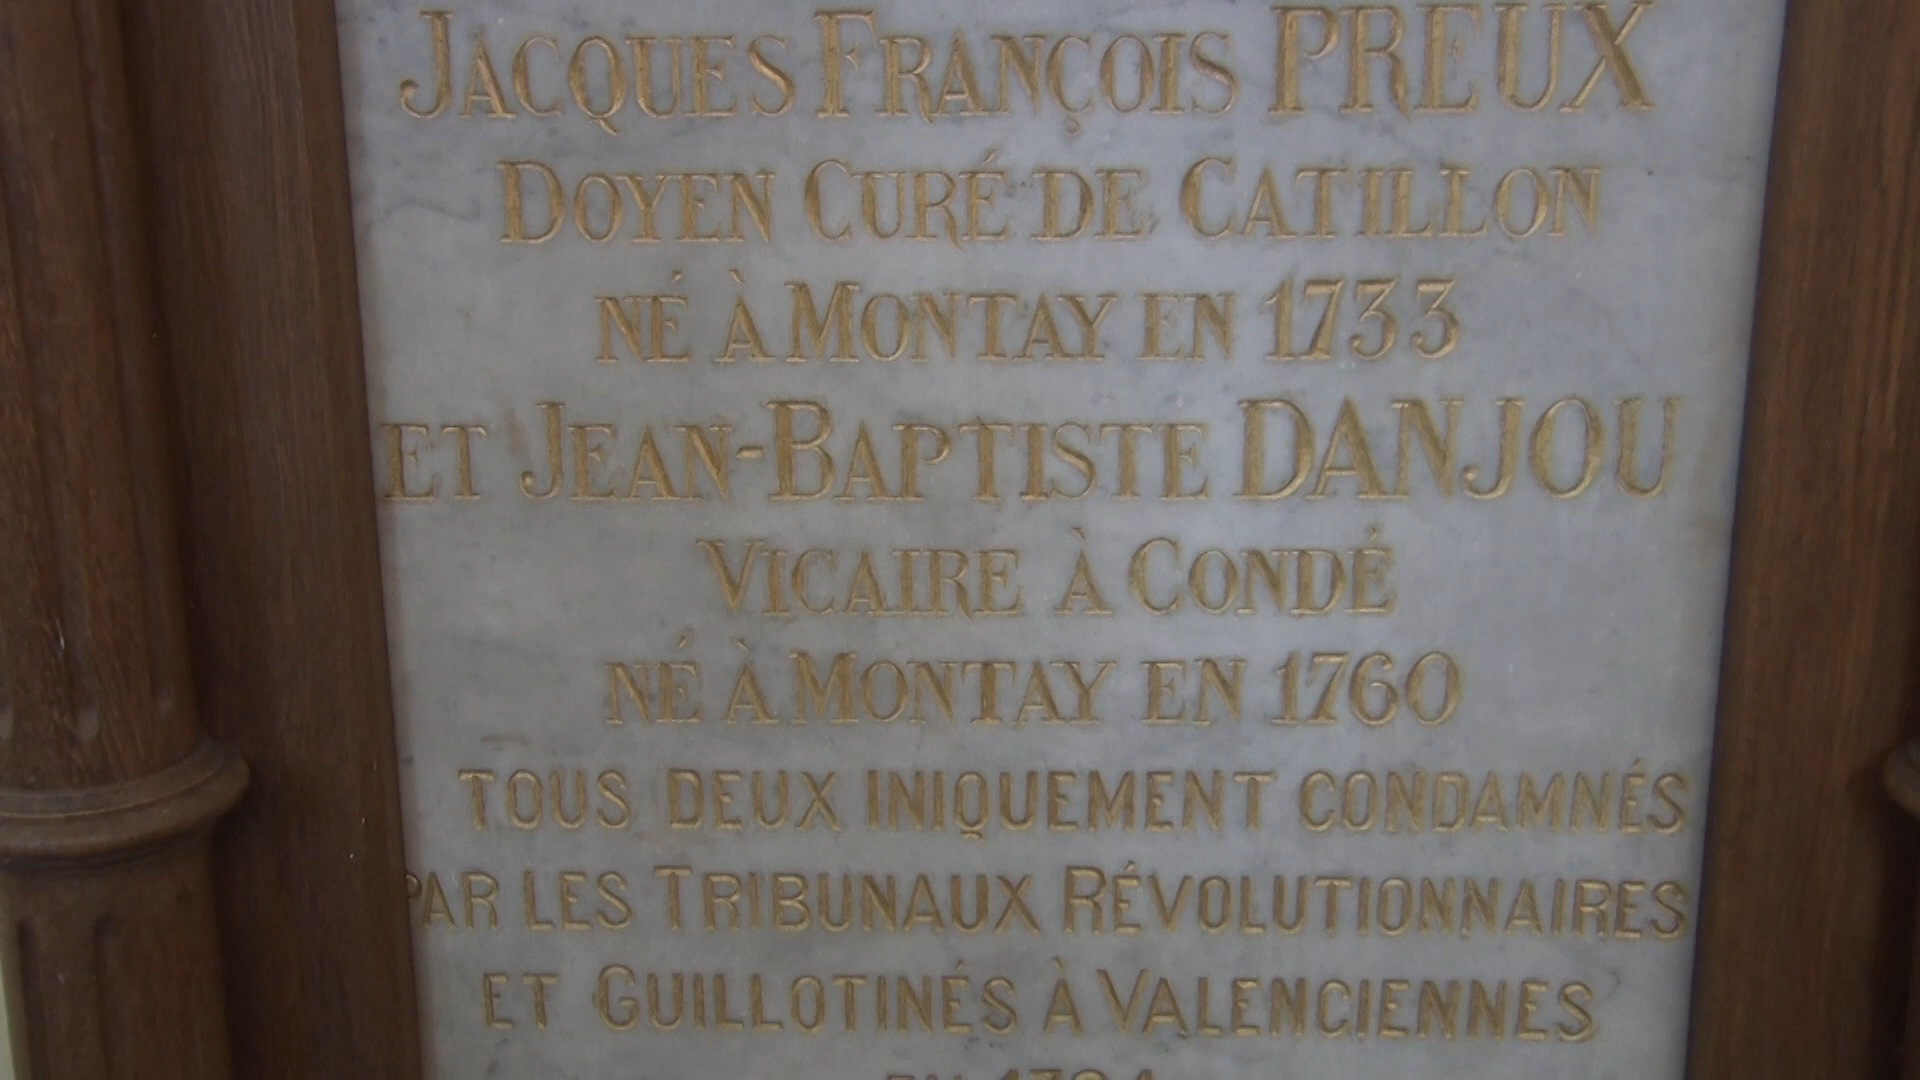 JACQUES FRANÇOIS PREUX
DOYEN CURÉ DE CATILLON
NÉ À MONTAY EN 1733
ET JEAN-BAPTISTE DANJOU
VICAIRE À CONDÉ
NÉ À MONTAY EN 1760
TOUS DEUX INIQUEMENT CONDAMNÉS
PAR LES TRIBUNAUX RÉVOLUTIONNAIRES
ET GUILLOTINÉS À VALENCIENNES